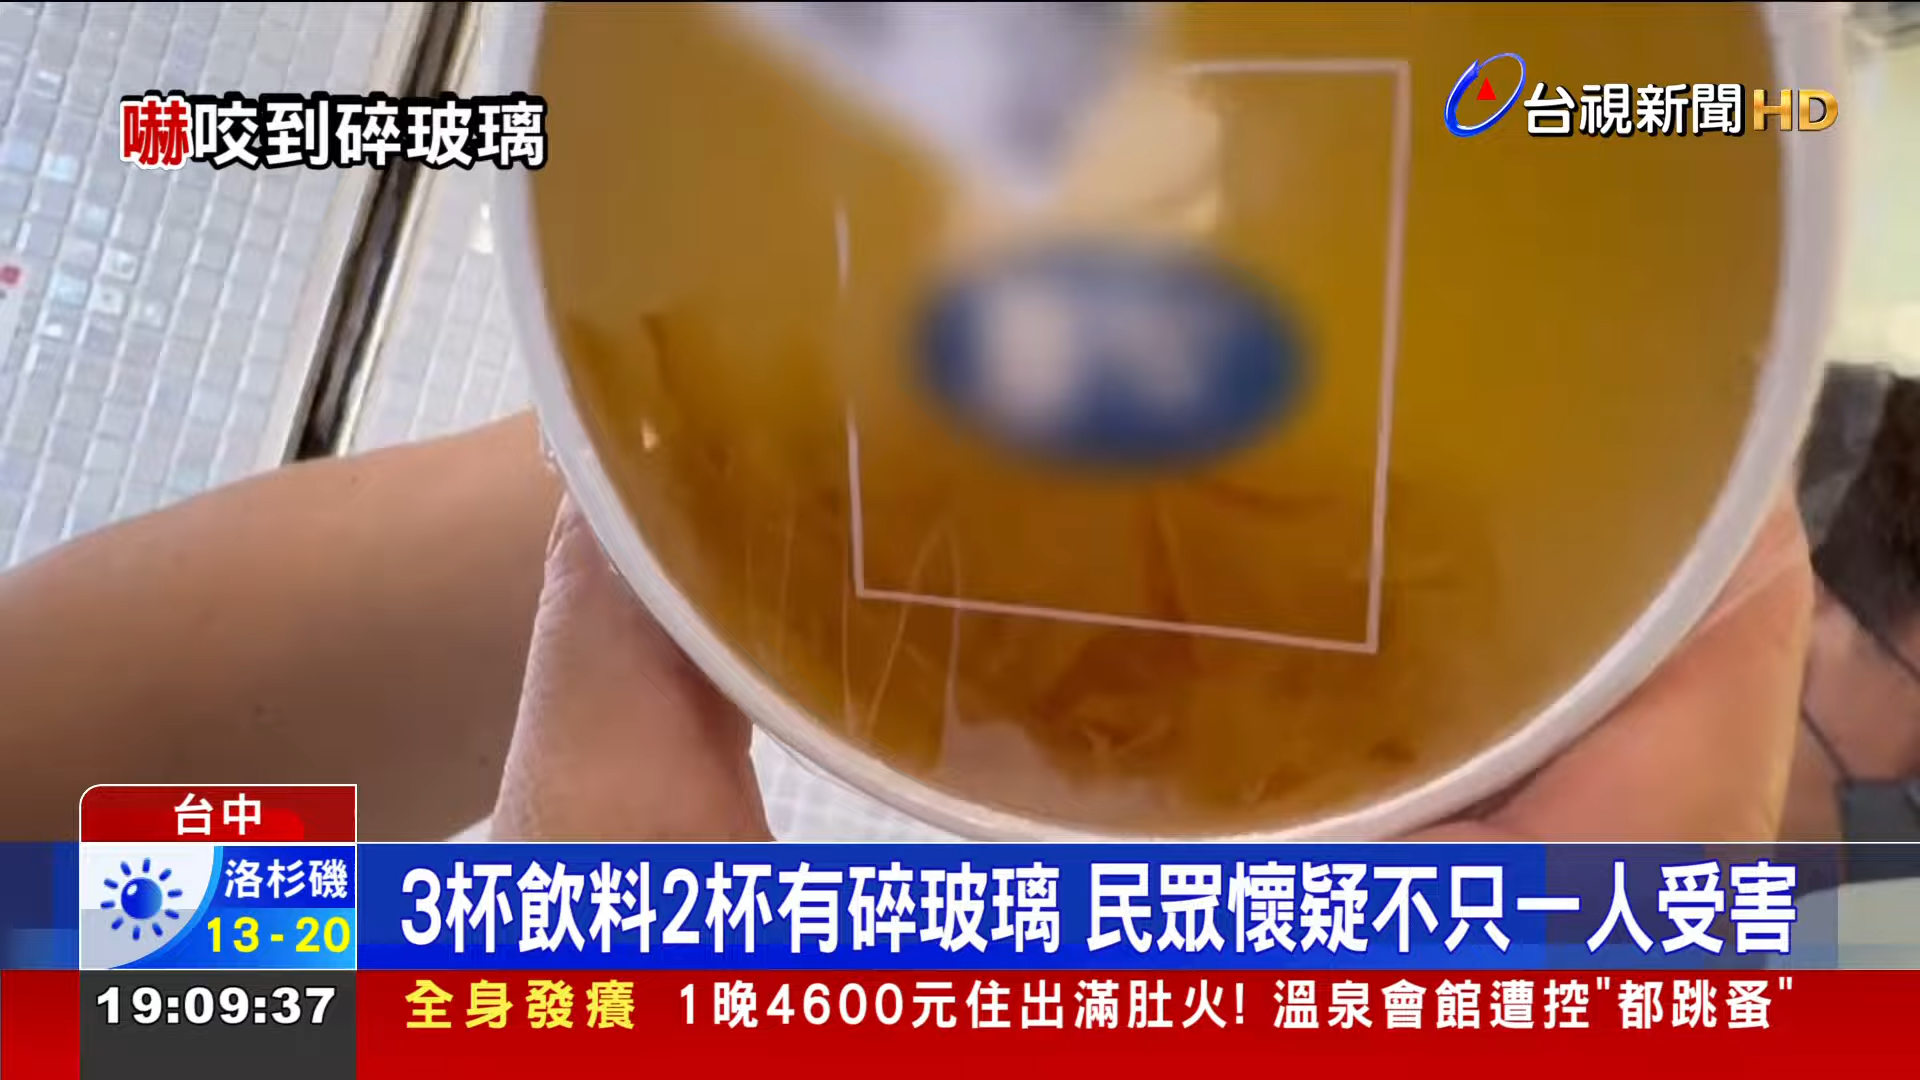 嚇咬到碎玻璃
台視新聞HD
台中
洛杉磯
13-20
3杯飲料2杯有碎玻璃 民眾懷疑不只一人受害
19:09:37
全身發癢 1晚4600元住出滿肚火! 溫泉會館遭控"都跳蚤"